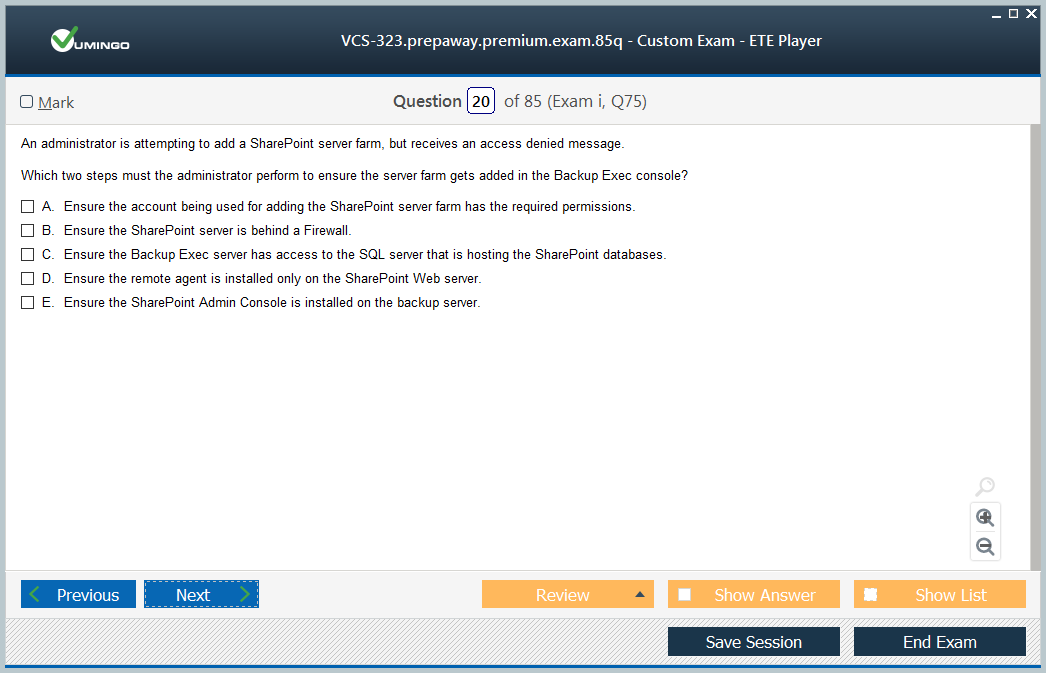 VUMINGO
VCS-323.prepaway.premium.exam.85q - Custom Exam - ETE Player
Mark
Question 20 of 85 (Exam i, Q75)
An administrator is attempting to add a SharePoint server farm, but receives an access denied message.
Which two steps must the administrator perform to ensure the server farm gets added in the Backup Exec console?
A. Ensure the account being used for adding the SharePoint server farm has the required permissions.
B. Ensure the SharePoint server is behind a Firewall.
C. Ensure the Backup Exec server has access to the SQL server that is hosting the SharePoint databases.
D. Ensure the remote agent is installed only on the SharePoint Web server.
E. Ensure the SharePoint Admin Console is installed on the backup server.
Previous Next Review Show Answer Show List
Save Session End Exam